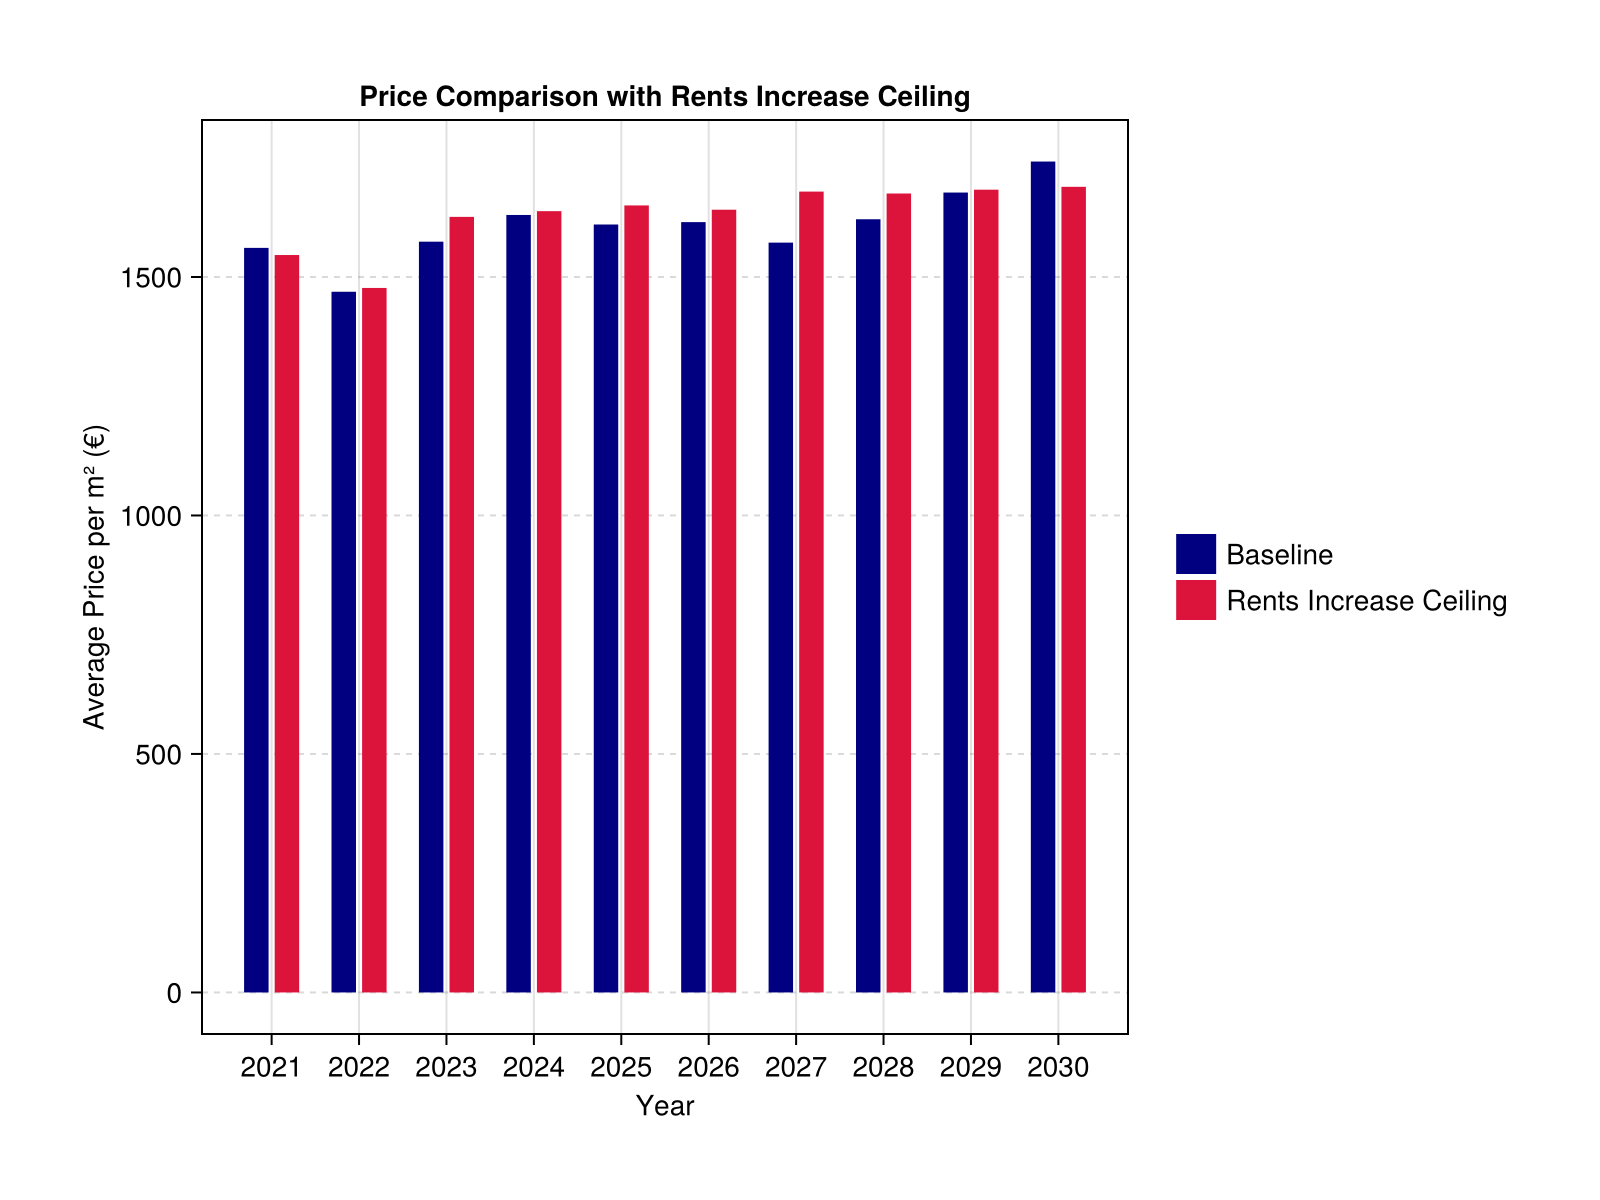 Price Comparison with Rents Increase Ceiling
Average Price per m² (€)
1500
1000
500
0
2021 2022 2023 2024 2025 2026 2027 2028 2029 2030
Year
Baseline
Rents Increase Ceiling